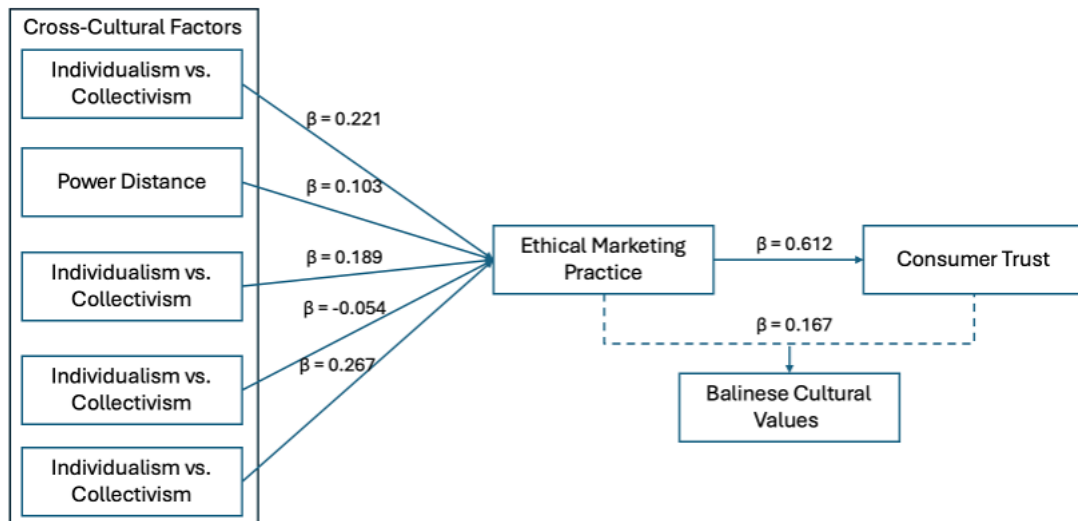 Cross-Cultural Factors
Individualism vs.
Collectivism
β = 0.221
Power Distance
β = 0.103
Individualism vs.
Collectivism
β = 0.189
Individualism vs.
Collectivism
β = -0.054
Individualism vs.
Collectivism
β = 0.267
Ethical Marketing
Practice
β = 0.612
Consumer Trust
β = 0.167
Balinese Cultural
Values